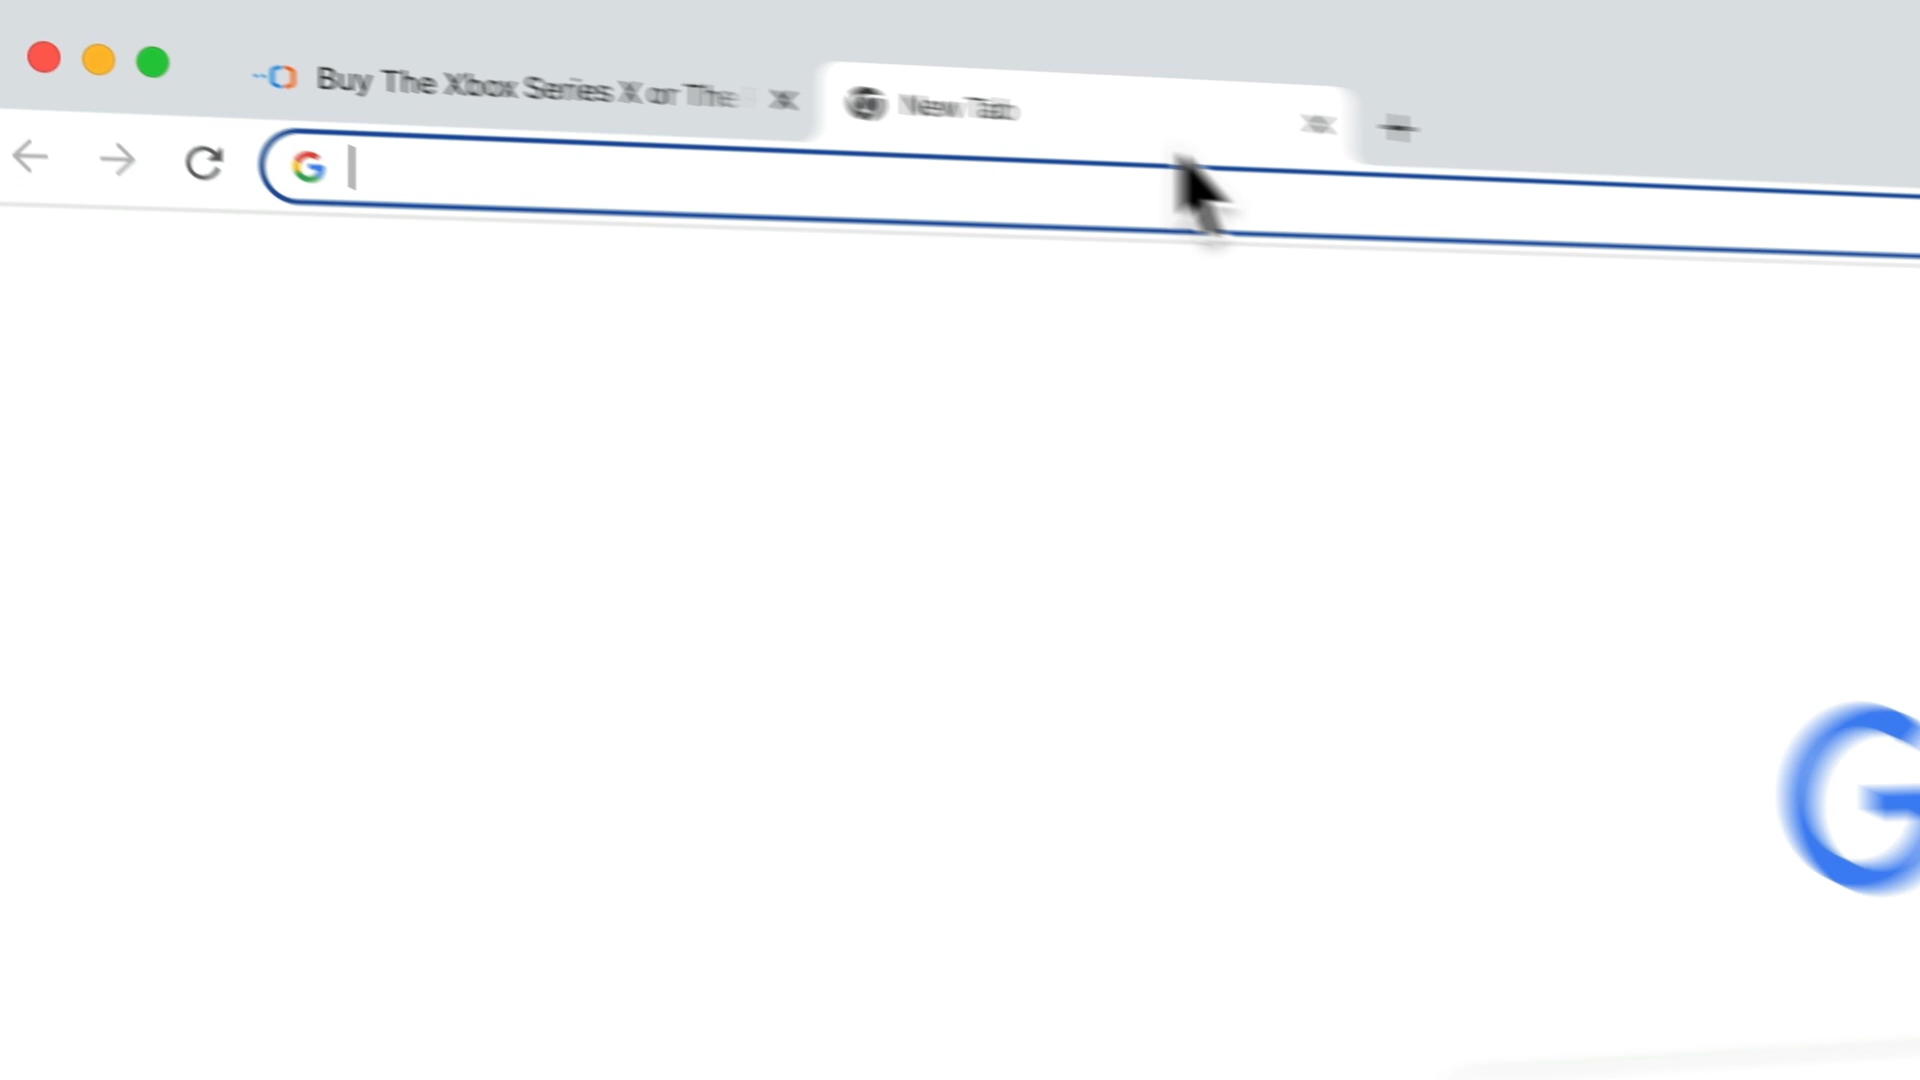 Buy The Xbox Series X or The
New Tab
G
G